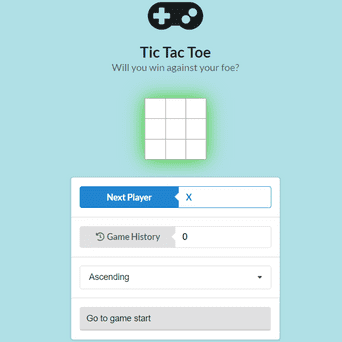 Tic Tac Toe
Will you win against your foe?
Next Player X
Game History 0
Ascending
Go to game start